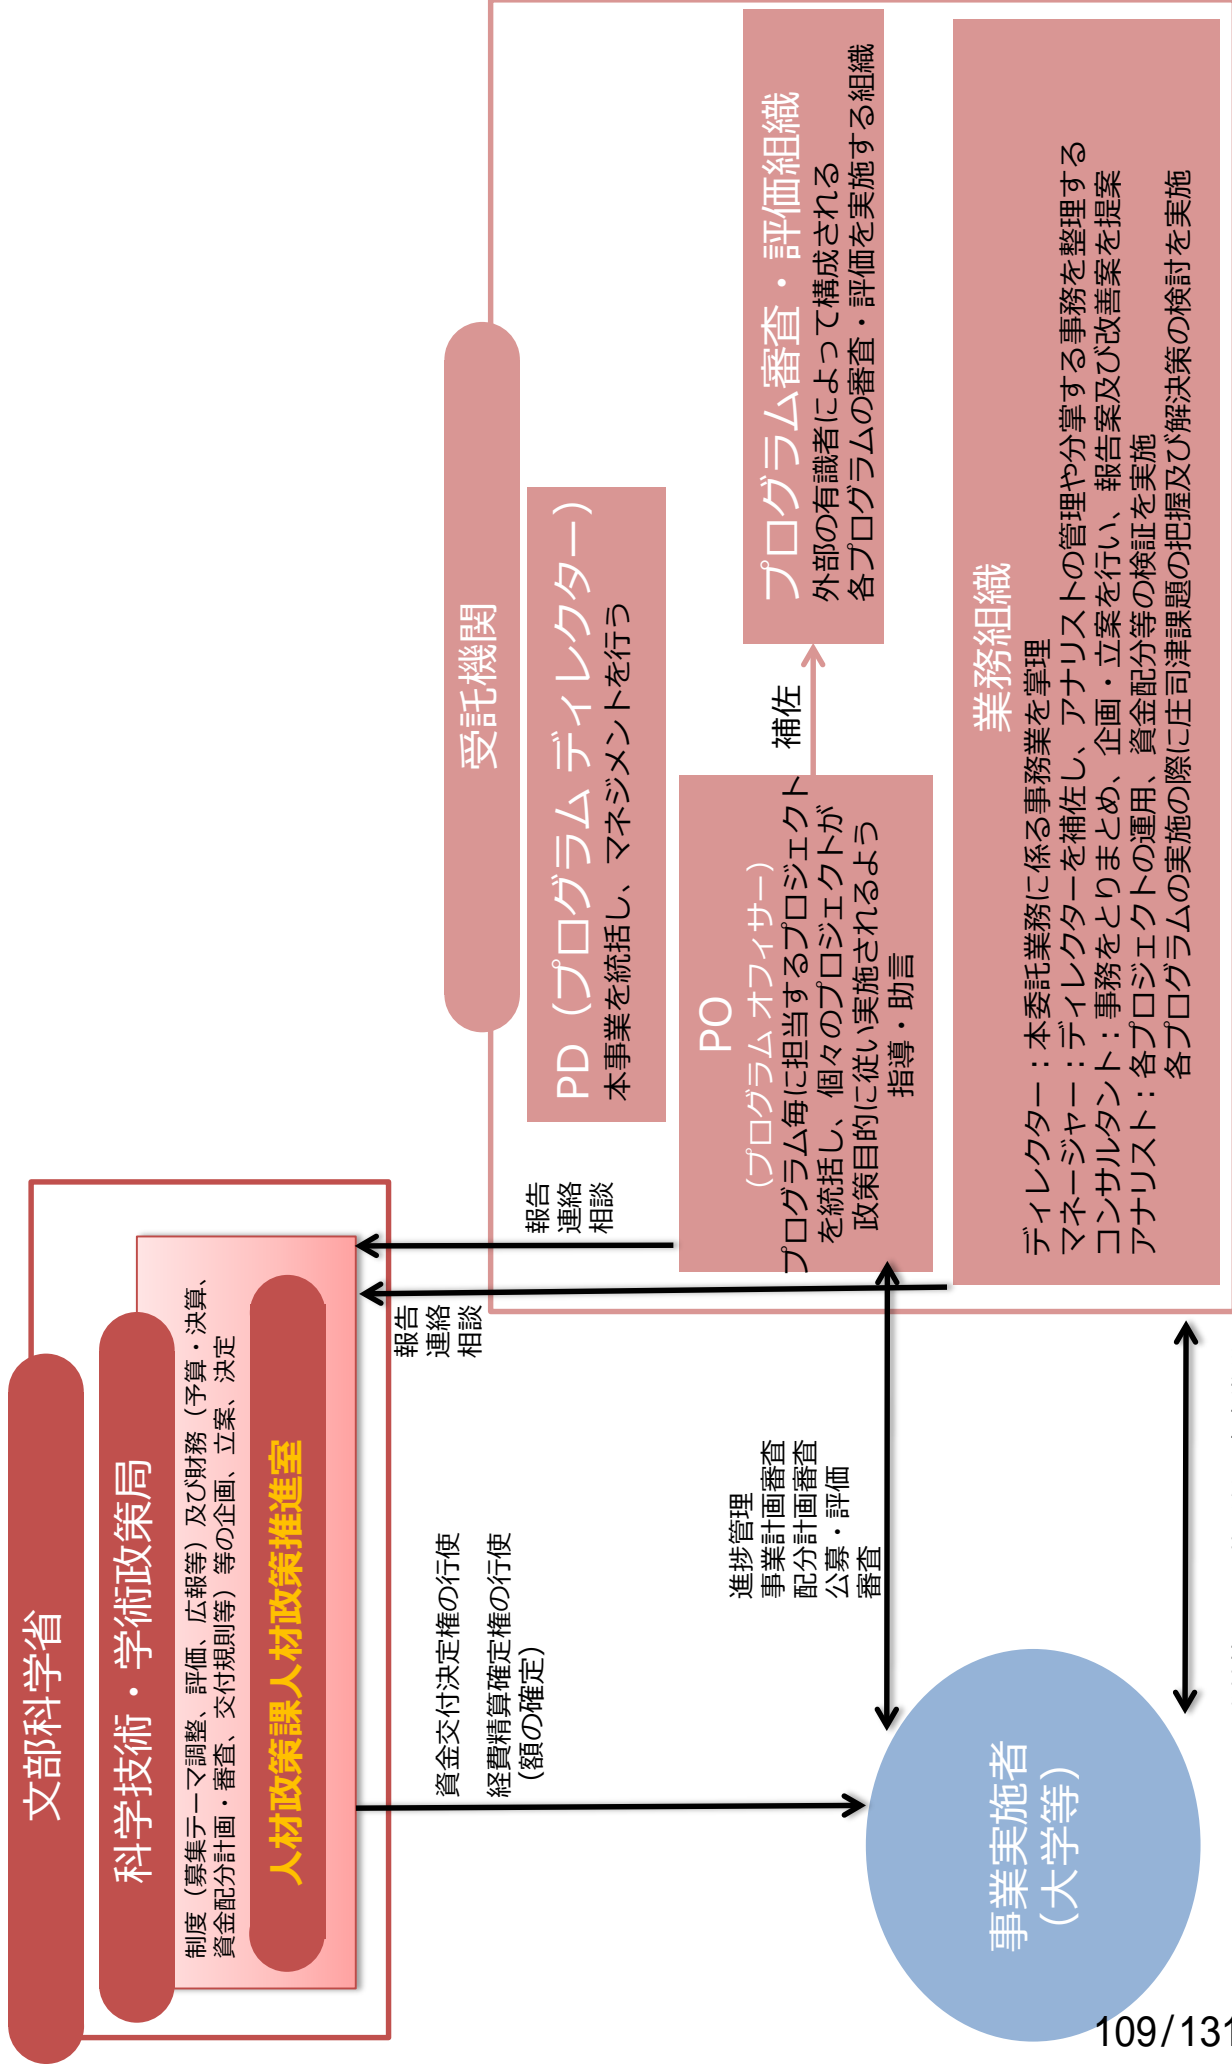 文部科学省
科学技術・学術政策局
制度（募集テーマ調整、評価、広報等）及び財務（予算・決算、
資金配分計画・審査、交付規則等）等の企画、立案、決定
人材政策課人材政策推進室
資金交付決定権の行使
経費精算確定権の行使
（額の確定）
報告
連絡
相談
報告
連絡
相談
受託機関
PD（プログラム ディレクター）
本事業を統括し、マネジメントを行う
PO
（プログラム オフィサー）
プログラム毎に担当するプロジェクト
を統括し、個々のプロジェクトが
政策目的に従い実施されるよう
指導・助言
補佐
プログラム審査・評価組織
外部の有識者によって構成される
各プログラムの審査・評価を実施する組織
進捗管理
事業計画審査
配分計画審査
公募・評価
審査
業務組織
ディレクター：本委託業務に係る事務業を掌理
マネージャー：ディレクターを補佐し、アナリストの管理や分掌する事務を整理する
コンサルタント：事務をとりまとめ、企画・立案を行い、報告案及び改善案を提案
アナリスト：各プロジェクトの運用、資金配分等の検証を実施
各プログラムの実施の際に庄司津課題の把握及び解決策の検討を実施
事業実施者
（大学等）
109/131